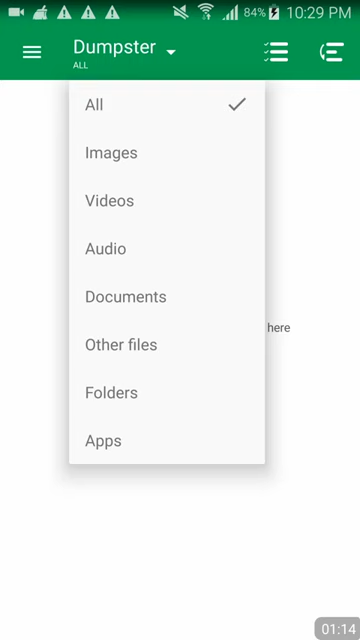 84% 10:29 PM
Dumpster
ALL
All
Images
Videos
Audio
Documents
Other files
here
Folders
Apps
01:14